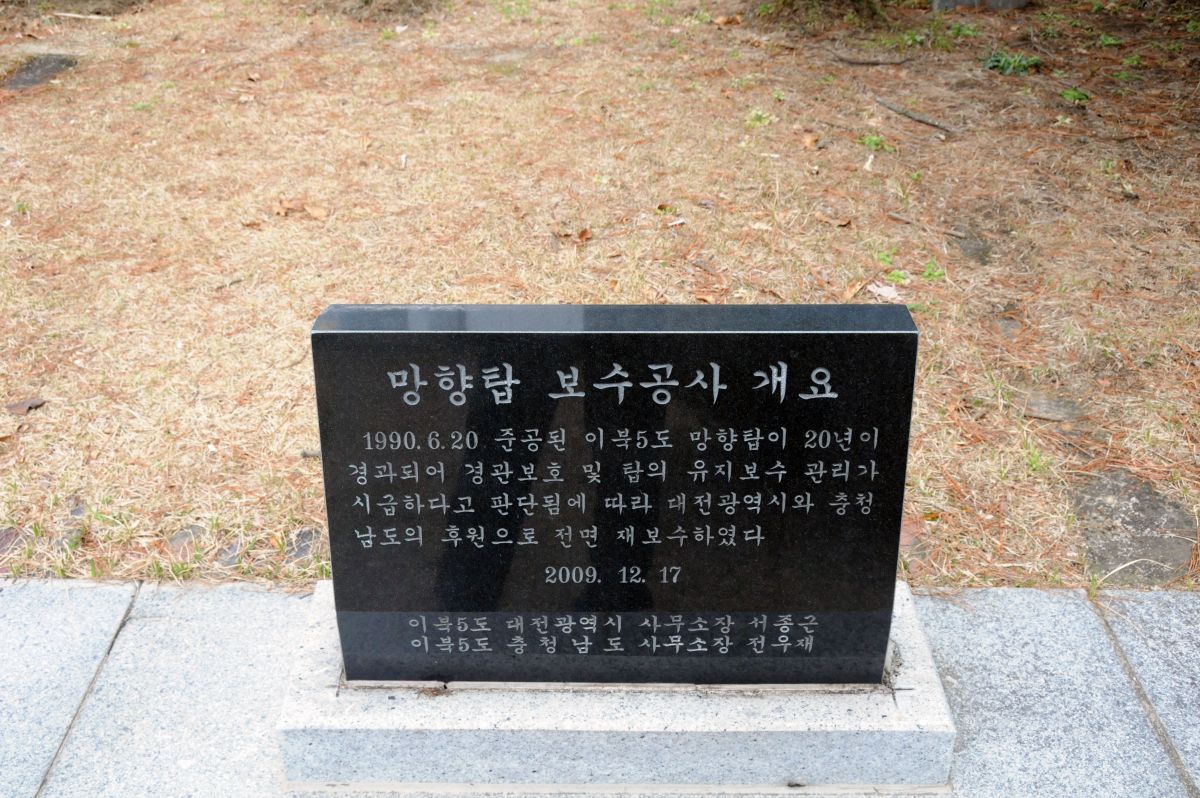 망향탑 보수공사 개요
1990. 6. 20 준공된 이북5도 망향탑이 20년이
경과되어 경관보호 및 탑의 유지보수 관리가
시급하다고 판단됨에 따라 대전광역시와 충청
남도의 후원으로 전면 재보수하였다
2009. 12. 17
이북5도 대전광역시 사무소장 서종근
이북5도 충청남도 사무소장 전우재